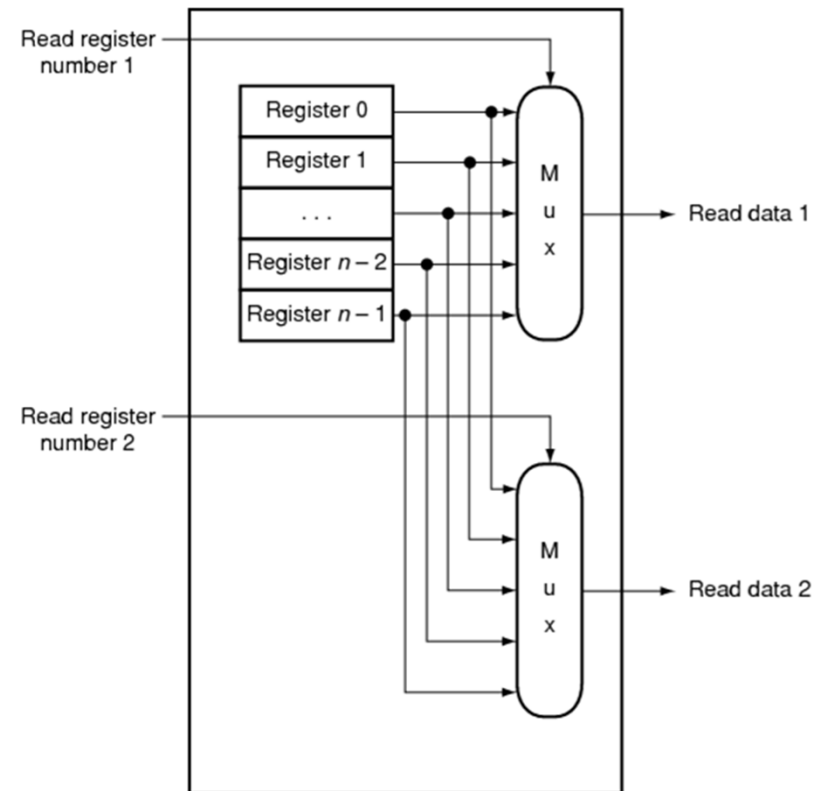 Read register
number 1
Register 0
Register 1
. . .
Register n – 2
Register n – 1
M
u
x
Read data 1
Read register
number 2
M
u
x
Read data 2